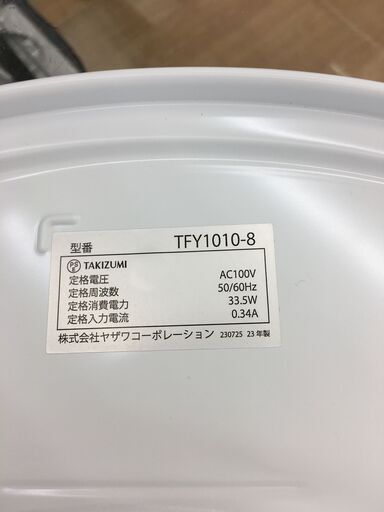 型番 TFY1010-8
PS E TAKIZUMI
定格電圧 AC100V
定格周波数 50/60Hz
定格消費電力 33.5W
定格入力電流 0.34A
株式会社ヤザワコーポレーション 230725 23年製